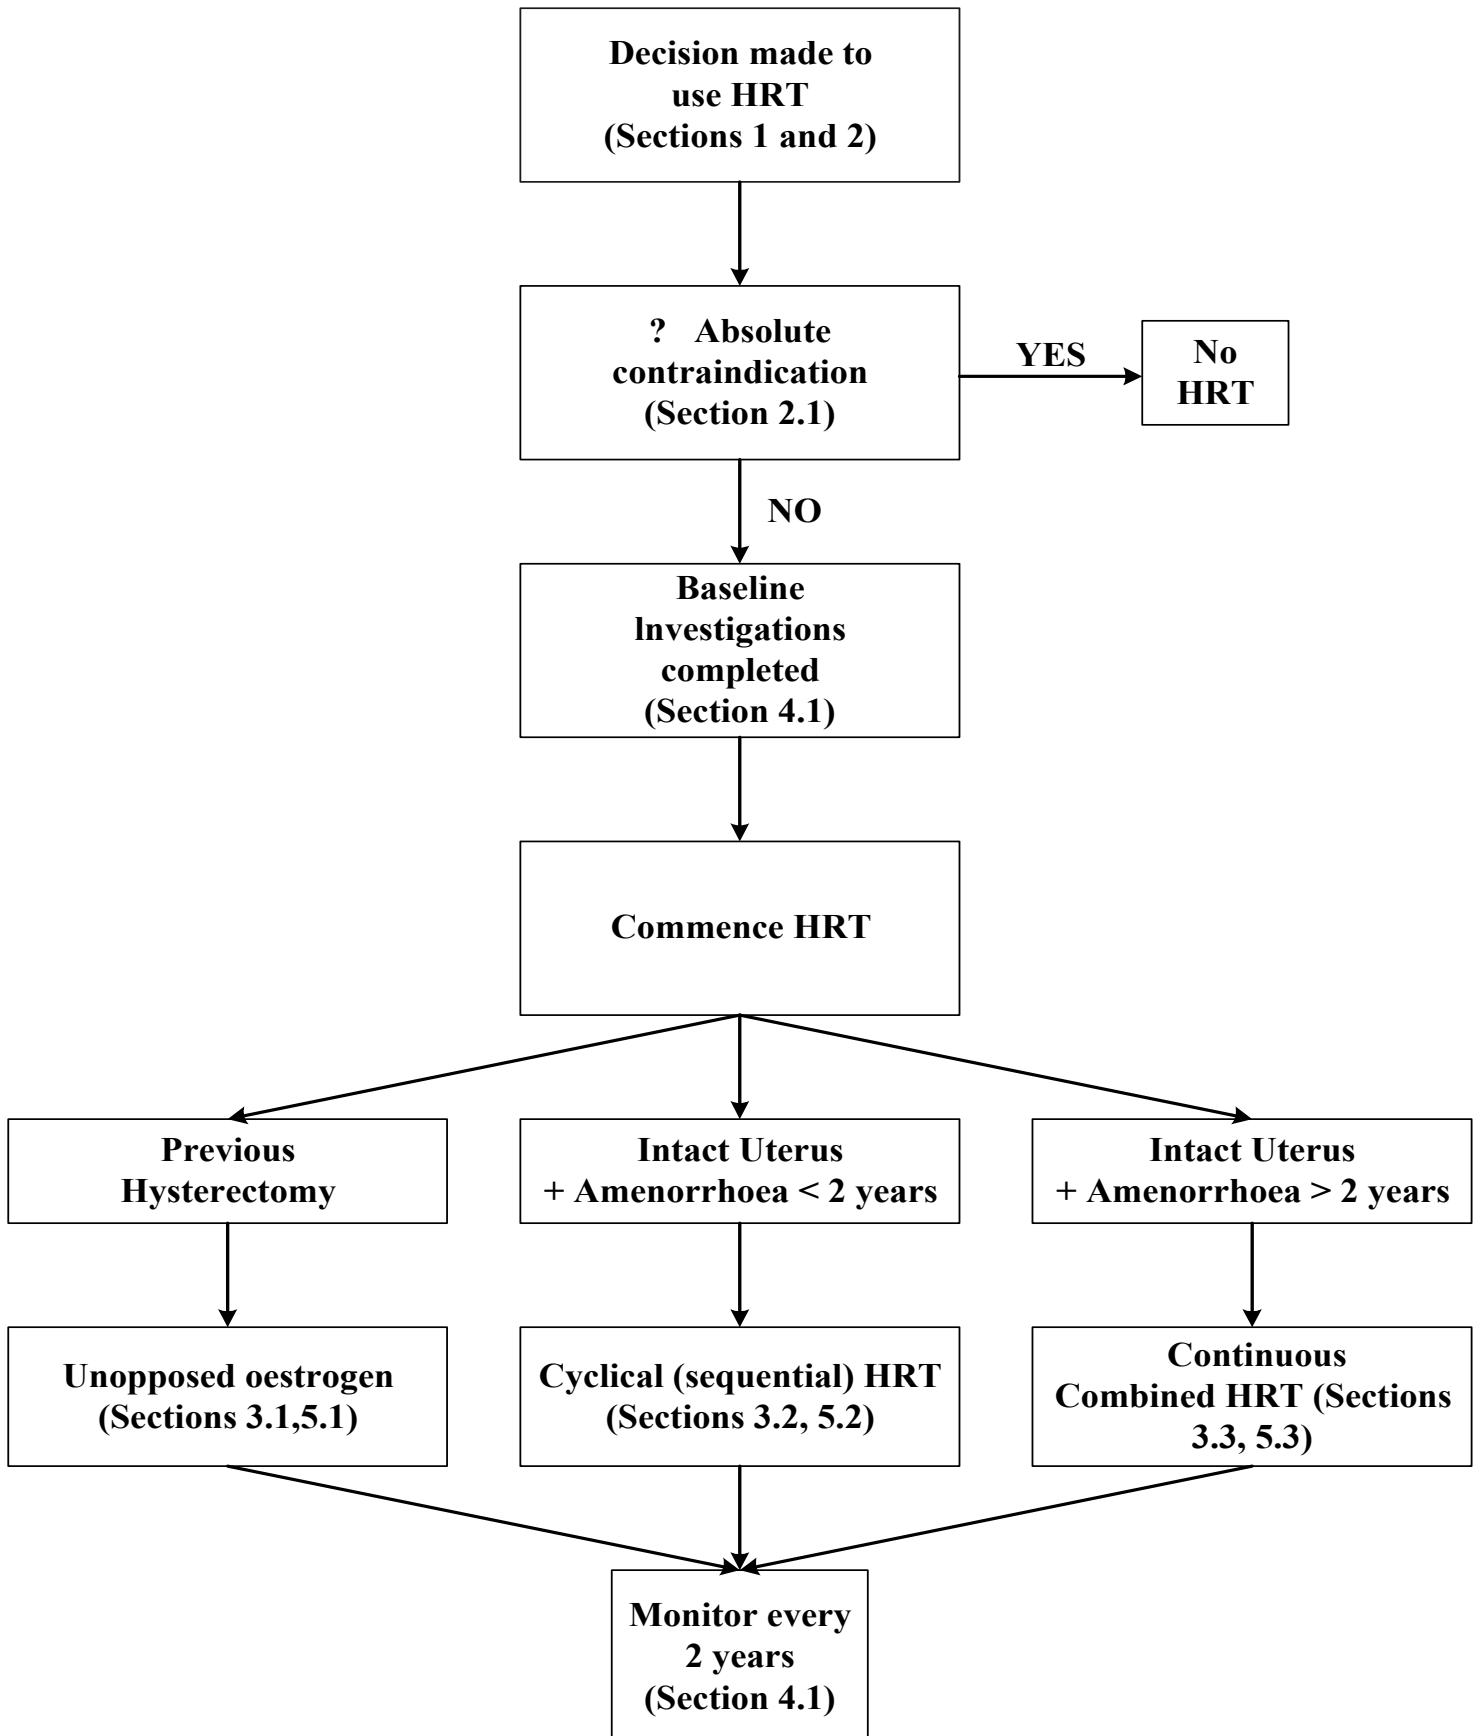 Decision made to
use HRT
(Sections 1 and 2)
? Absolute
contraindication
(Section 2.1)
YES
No
HRT
NO
Baseline
lnvestigations
completed
(Section 4.1)
Commence HRT
Previous
Hysterectomy
Intact Uterus
+ Amenorrhoea < 2 years
Intact Uterus
+ Amenorrhoea > 2 years
Unopposed oestrogen
(Sections 3.1,5.1)
Cyclical (sequential) HRT
(Sections 3.2, 5.2)
Continuous
Combined HRT (Sections
3.3, 5.3)
Monitor every
2 years
(Section 4.1)